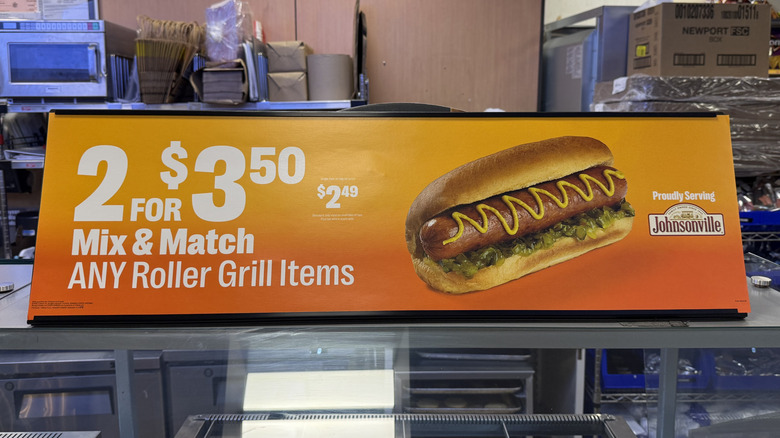 2 FOR $3.50
Mix & Match
ANY Roller Grill Items
$2.49
Proudly Serving
Johnsonville
NEWPORT FSC